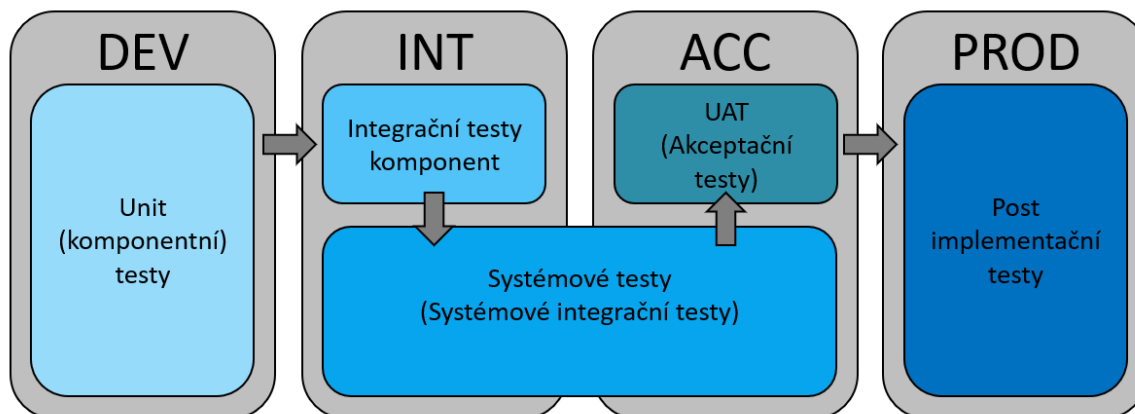 DEV
Unit
(komponentní)
testy
INT
Integrační testy
komponent
Systémové testy
(Systémové integrační testy)
ACC
UAT
(Akceptační
testy)
PROD
Post
implementační
testy